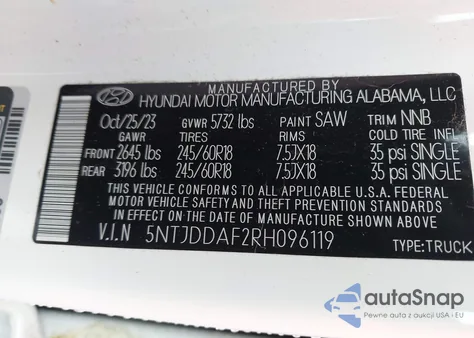 MANUFACTURED BY
HYUNDAI MOTOR MANUFACTURING ALABAMA, LLC
Oct/25/23 GVWR 5732 lbs PAINT SAW TRIM NNB
GAWR TIRES RIMS COLD TIRE INFL
FRONT 2645 lbs 245/60R18 7.5JX18 35 psi SINGLE
REAR 3196 lbs 245/60R18 7.5JX18 35 psi SINGLE
THIS VEHICLE CONFORMS TO ALL APPLICABLE U.S.A. FEDERAL
MOTOR VEHICLE SAFETY AND THEFT PREVENTION STANDARDS
IN EFFECT ON THE DATE OF MANUFACTURE SHOWN ABOVE.
V.I.N 5NTJDDAF2RH096119 TYPE:TRUCK
autoSnap
Pewne auta z aukcji USA i EU